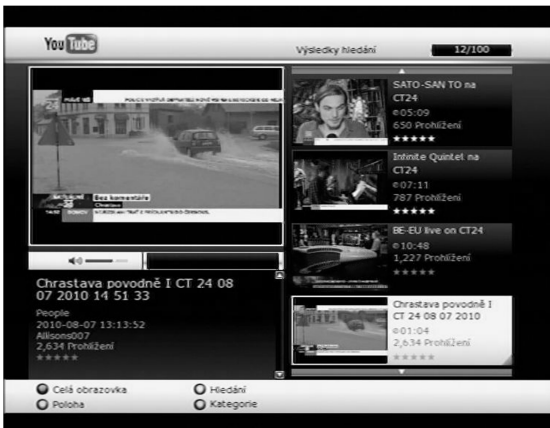 YouTube
Výsledky hledání
12/100
Bez komentáře
Chrastava
SATO-SAN TO na
CT24
05:09
650 Prohlížení
★★★★★
Infinite Quintel na
CT24
07:11
787 Prohlížení
★★★★★
BE-EU live on CT24
10:48
1,227 Prohlížení
★★★★★
Chrastava povodně I
CT 24 08 07 2010
01:04
2,634 Prohlížení
★★★★★
Chrastava povodně I CT 24 08
07 2010 14 51 33
People
2010-08-07 13:13:52
Allisons007
2,634 Prohlížení
★★★★★
Celá obrazovka
Hledání
Poloha
Kategorie